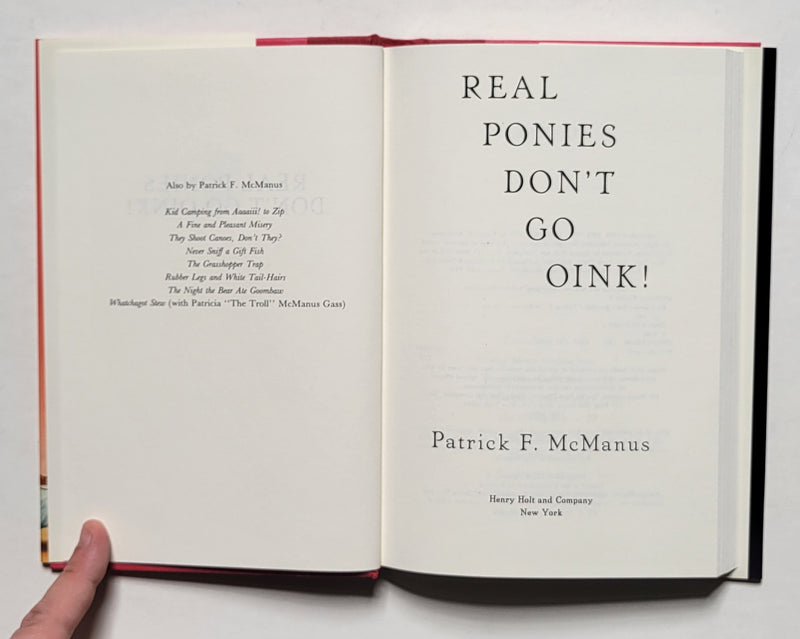 Also by Patrick F. McManus
Kid Camping from Aaaaiii! to Zip
A Fine and Pleasant Misery
They Shoot Canoes, Don't They?
Never Sniff a Gift Fish
The Grasshopper Trap
Rubber Legs and White Tail-Hairs
The Night the Bear Ate Goombaw
Whatchagot Stew (with Patricia "The Troll" McManus Gass)
REAL
PONIES
DON'T
GO
OINK!
Patrick F. McManus
Henry Holt and Company
New York